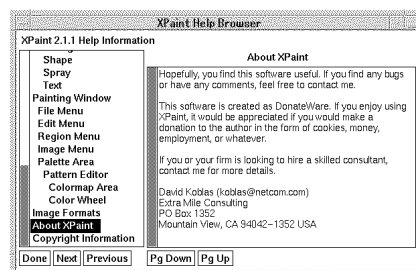 XPaint Help Browser
XPaint 2.1.1 Help Information
Shape
Spray
Text
Painting Window
File Menu
Edit Menu
Region Menu
Image Menu
Palette Area
Pattern Editor
Colormap Area
Color Wheel
Image Formats
About XPaint
Copyright Information
About XPaint
Hopefully, you find this software useful. If you find any bugs
or have any comments, feel free to contact me.
This software is created as DonateWare. If you enjoy using
XPaint, it would be appreciated if you would make a
donation to the author in the form of cookies, money,
employment, or whatever.
If you or your firm is looking to hire a skilled consultant,
contact me for more details.
David Koblas (koblas@netcom.com)
Extra Mile Consulting
PO Box 1352
Mountain View, CA 94042-1352 USA
Done Next Previous Pg Down Pg Up